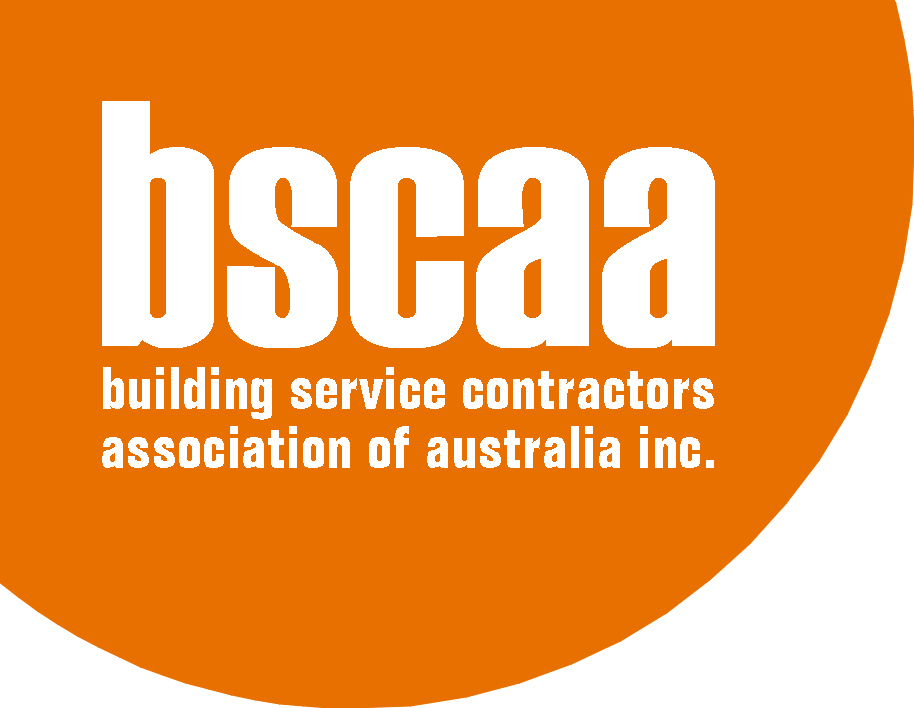 bscaa
building service contractors
association of australia inc.